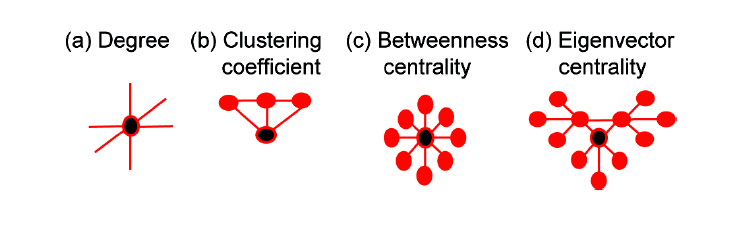 (a) Degree
(b) Clustering
coefficient
(c) Betweenness
centrality
(d) Eigenvector
centrality